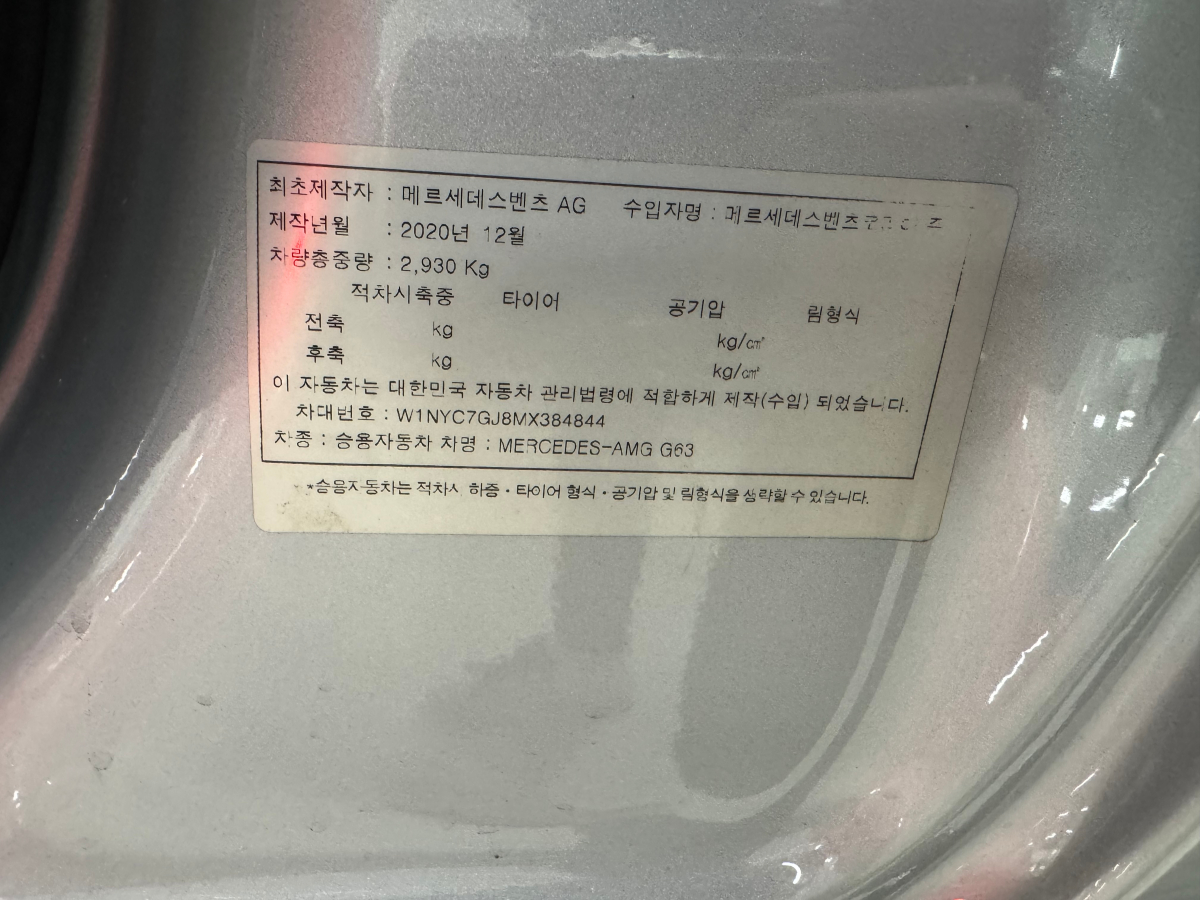 최초제작자 : 메르세데스벤츠 AG 수입자명 : 메르세데스벤츠
제작년월 : 2020년 12월
차량총중량 : 2,930 Kg
적차시축중 타이어 공기압 림형식
전축 kg kg/㎠
후축 kg kg/㎠
이 자동차는 대한민국 자동차 관리법령에 적합하게 제작(수입) 되었습니다.
차대번호 : W1NYC7GJ8MX384844
차종 : 승용자동차 차명 : MERCEDES-AMG G63
*승용자동차는 적차시 하중·타이어 형식·공기압 및 림형식을 생략할 수 있습니다.